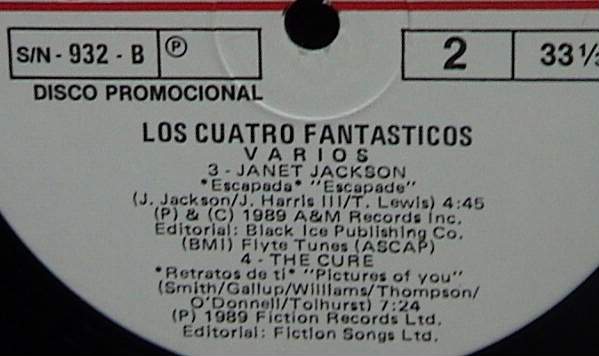 S/N - 932 - B Ⓟ 2 33⅓
DISCO PROMOCIONAL
LOS CUATRO FANTASTICOS
VARIOS
3 - JANET JACKSON
*Escapada* "Escapade"
(J. Jackson/J. Harris III/T. Lewis) 4:45
(P) & (C) 1989 A&M Records Inc.
Editorial: Black Ice Publishing Co.
(BMI) Flyte Tunes (ASCAP)
4 - THE CURE
*Retratos de ti* "Pictures of you"
(Smith/Gallup/Williams/Thompson/
O'Donnell/Tolhurst) 7:24
(P) 1989 Fiction Records Ltd.
Editorial: Fiction Songs Ltd.